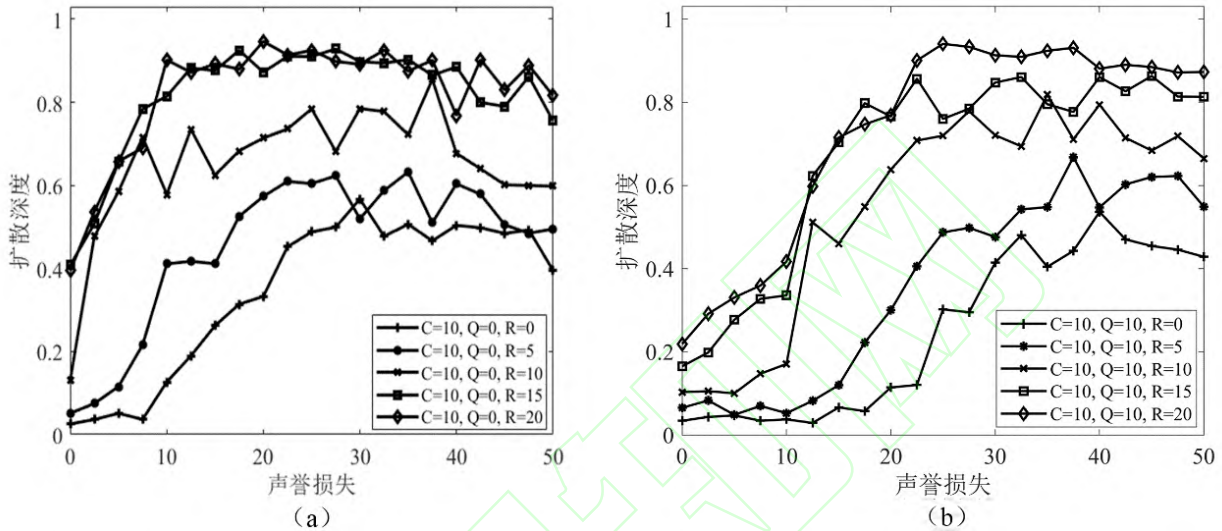 1
0.8
0.6
0.4
0.2
0
扩散深度
C=10, Q=0, R=0
C=10, Q=0, R=5
C=10, Q=0, R=10
C=10, Q=0, R=15
C=10, Q=0, R=20
0 10 20 30 40 50
声誉损失
（a）
1
0.8
0.6
0.4
0.2
0
扩散深度
C=10, Q=10, R=0
C=10, Q=10, R=5
C=10, Q=10, R=10
C=10, Q=10, R=15
C=10, Q=10, R=20
0 10 20 30 40 50
声誉损失
（b）